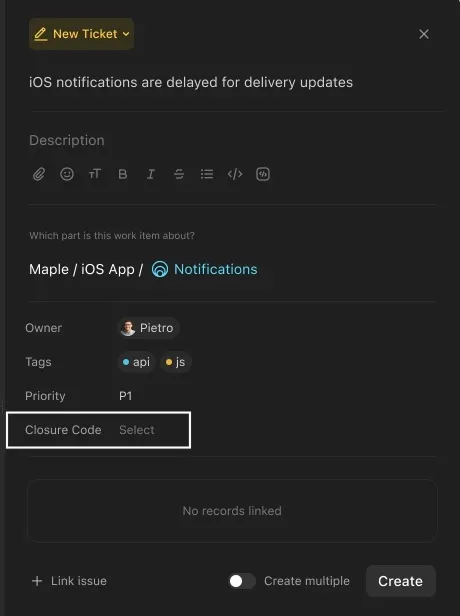 New Ticket
iOS notifications are delayed for delivery updates
Description
TT B I S </>
Which part is this work item about?
Maple / iOS App / Notifications
Owner Pietro
Tags api js
Priority P1
Closure Code Select
No records linked
+ Link issue Create multiple Create